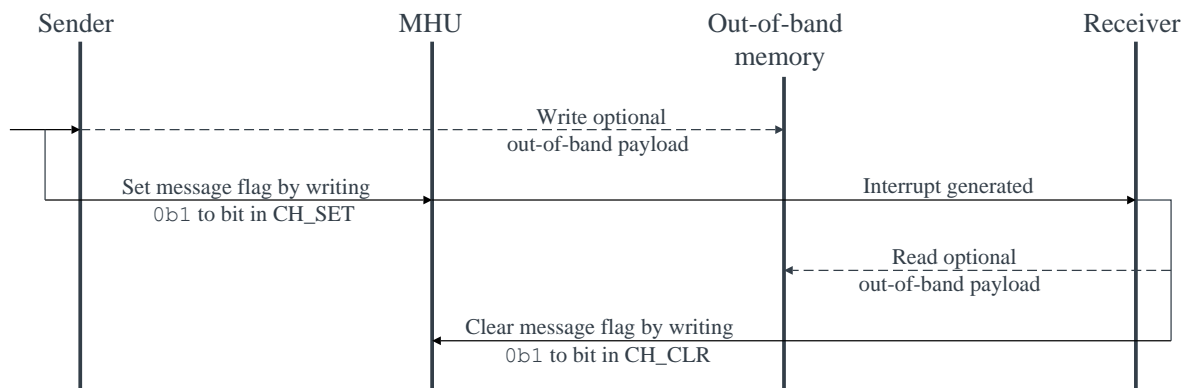 Sender
MHU
Out-of-band
memory
Receiver
Write optional
out-of-band payload
Set message flag by writing
0b1 to bit in CH_SET
Interrupt generated
Read optional
out-of-band payload
Clear message flag by writing
0b1 to bit in CH_CLR